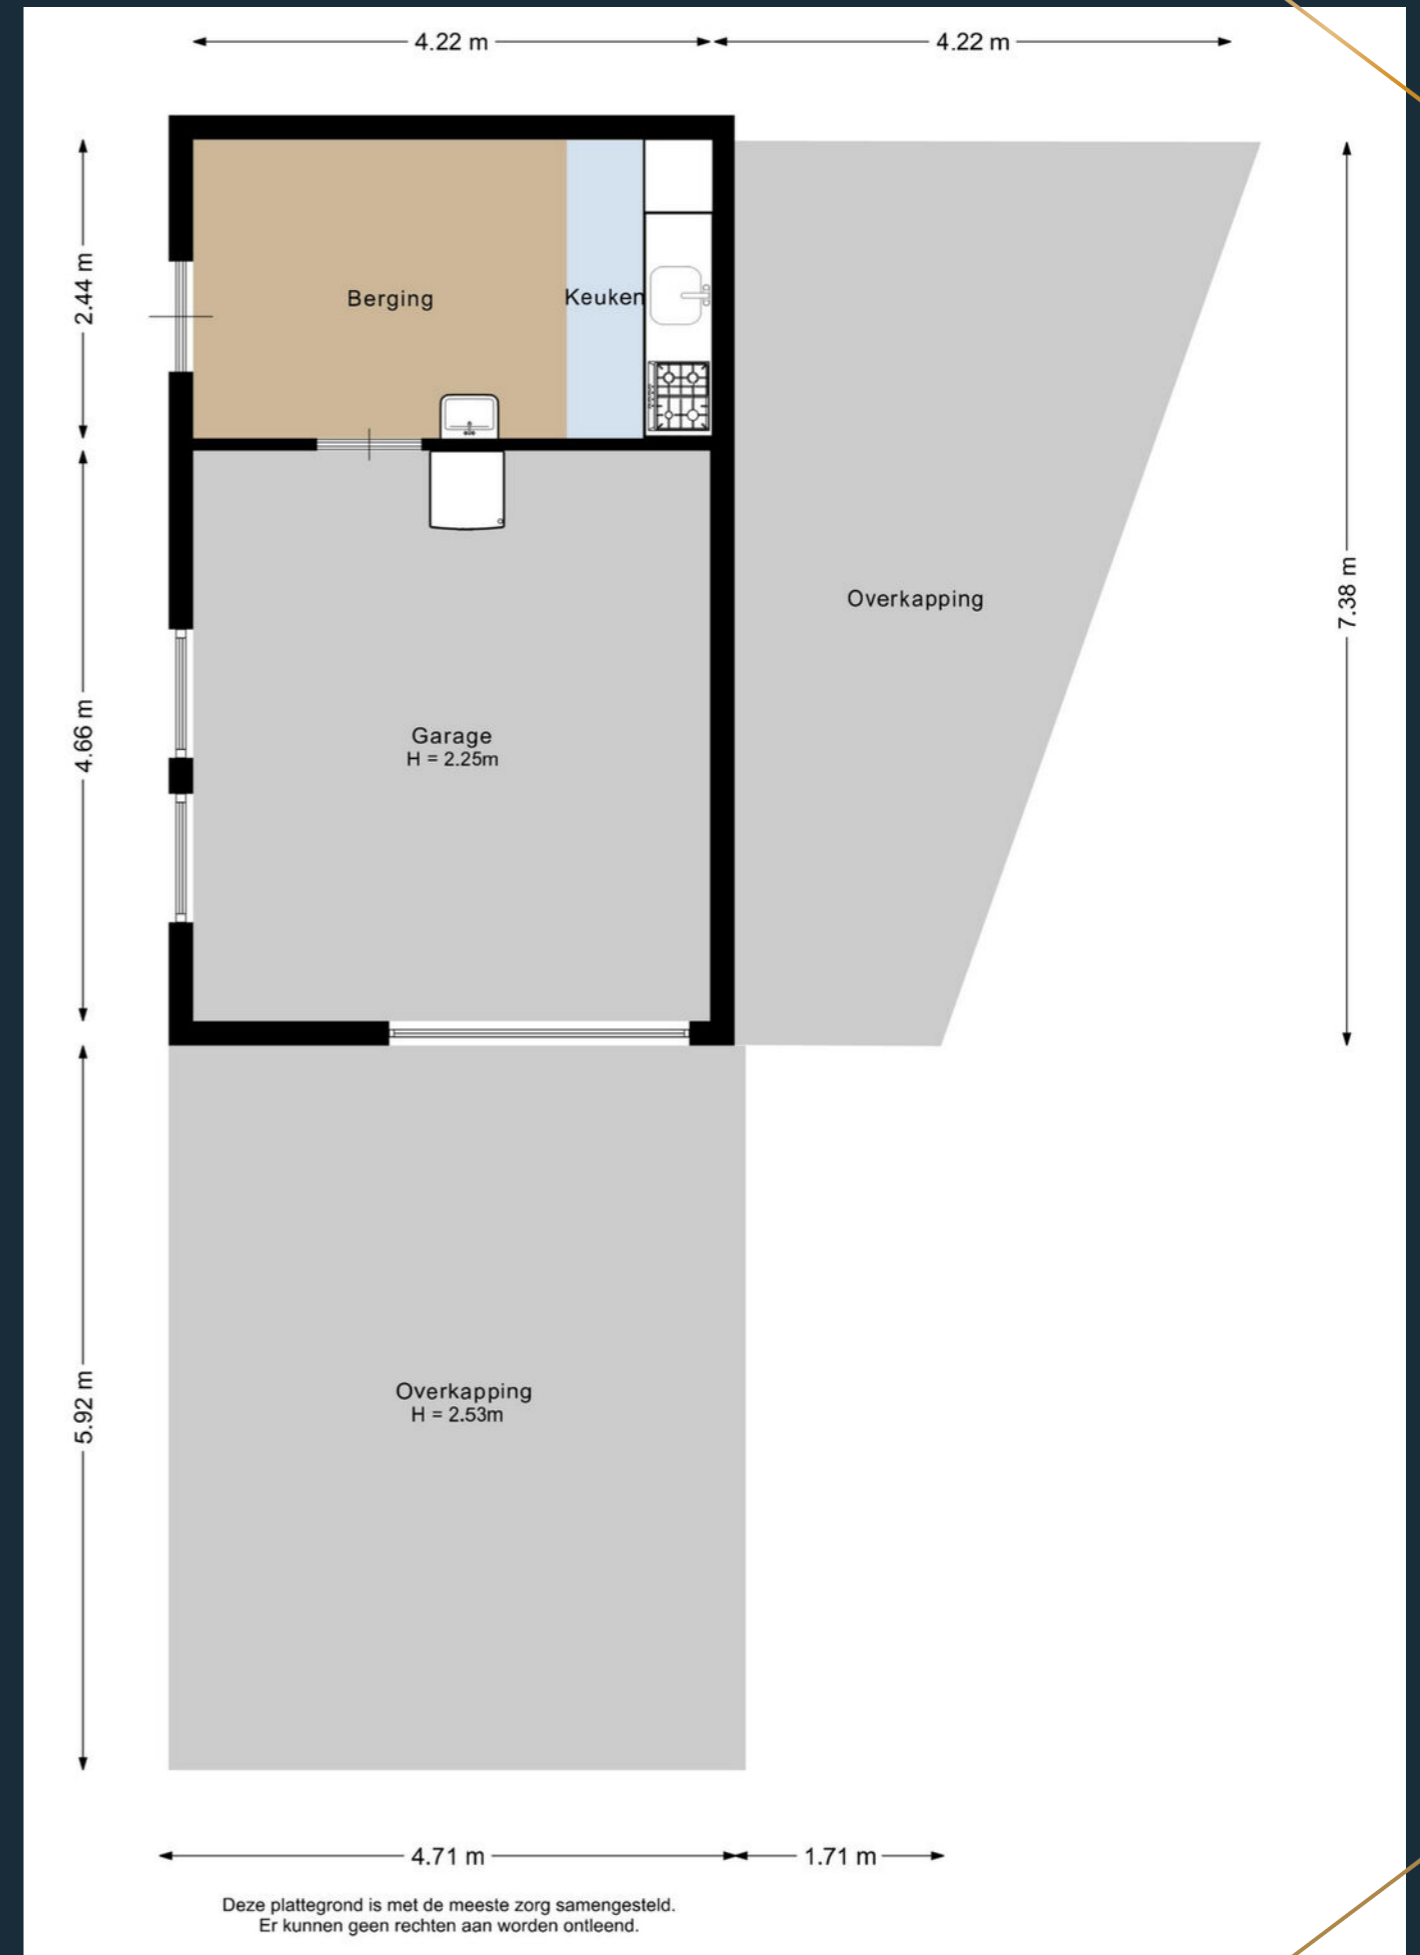 4.22 m
4.22 m
2.44 m
Berging
Keuken
4.66 m
Garage
H = 2.25m
Overkapping
7.38 m
5.92 m
Overkapping
H = 2.53m
4.71 m
1.71 m
Deze plattegrond is met de meeste zorg samengesteld.
Er kunnen geen rechten aan worden ontleend.